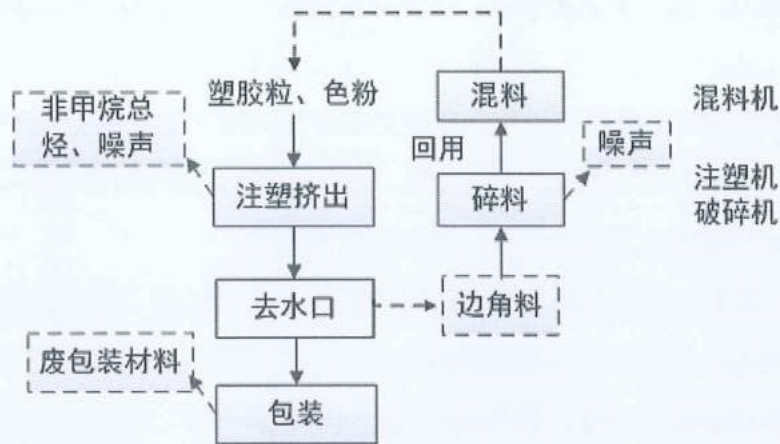 塑胶粒、色粉
混料
混料机
非甲烷总
烃、噪声
回用
噪声
注塑挤出
碎料
注塑机
破碎机
去水口
边角料
废包装材料
包装